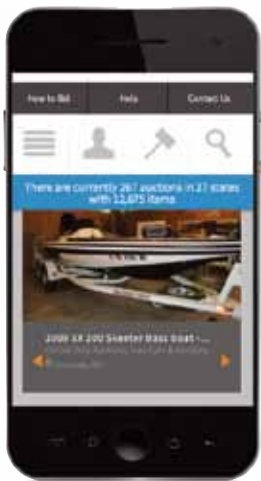 How to Bid Help Contact Us
There are currently 267 auctions in 27 states
with 12,675 items
2008 SX 200 Skeeter Bass Boat - ...